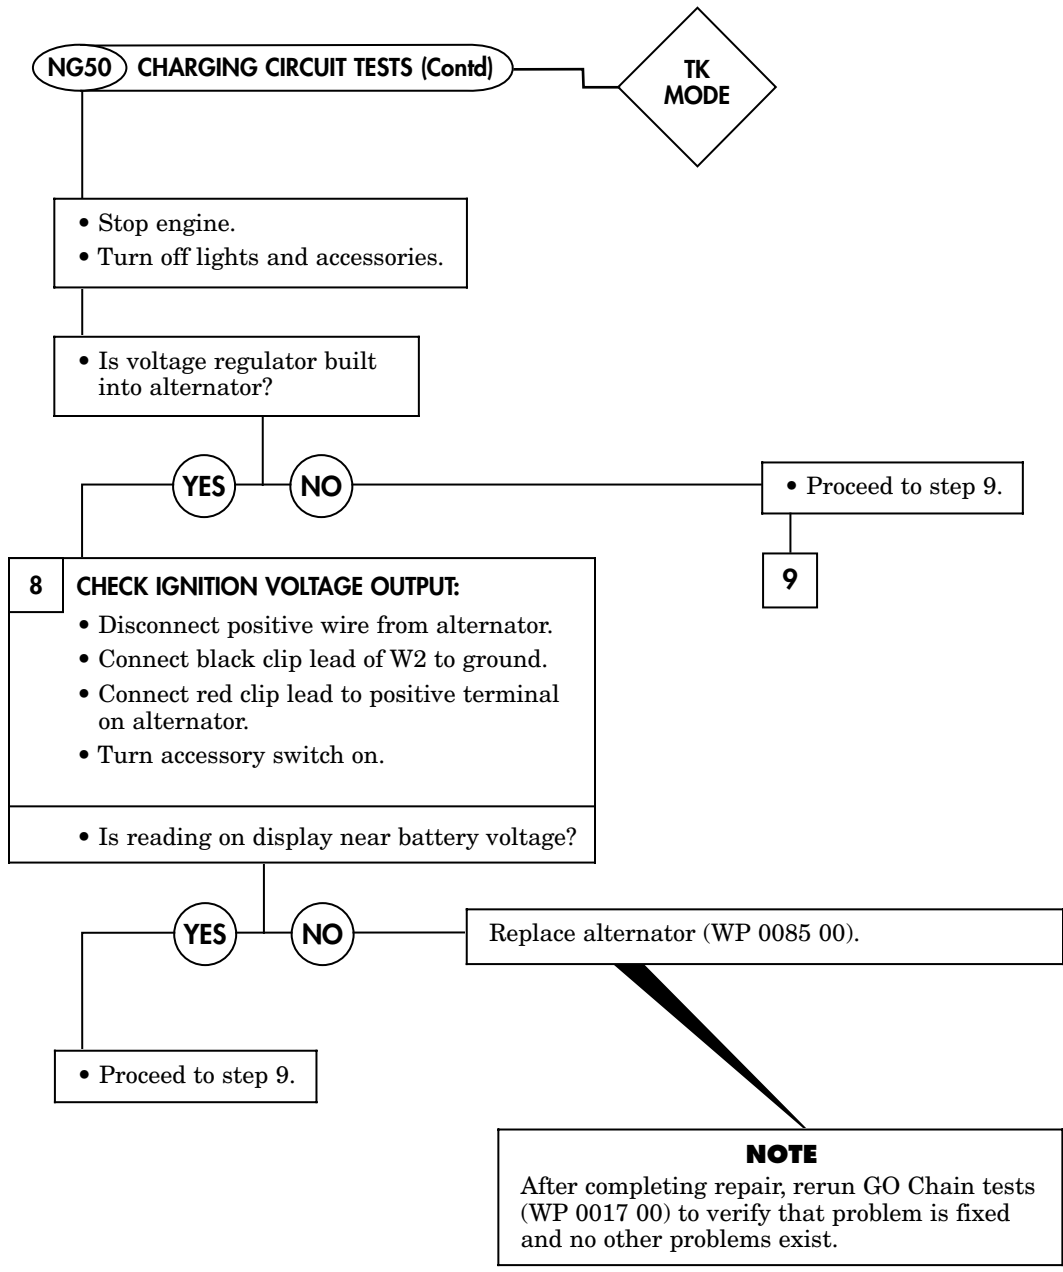 NG50 CHARGING CIRCUIT TESTS (Contd)
TK
MODE
• Stop engine.
• Turn off lights and accessories.
• Is voltage regulator built
into alternator?
YES NO
• Proceed to step 9.
9
8 CHECK IGNITION VOLTAGE OUTPUT:
• Disconnect positive wire from alternator.
• Connect black clip lead of W2 to ground.
• Connect red clip lead to positive terminal
on alternator.
• Turn accessory switch on.
• Is reading on display near battery voltage?
YES NO
Replace alternator (WP 0085 00).
• Proceed to step 9.
NOTE
After completing repair, rerun GO Chain tests
(WP 0017 00) to verify that problem is fixed
and no other problems exist.